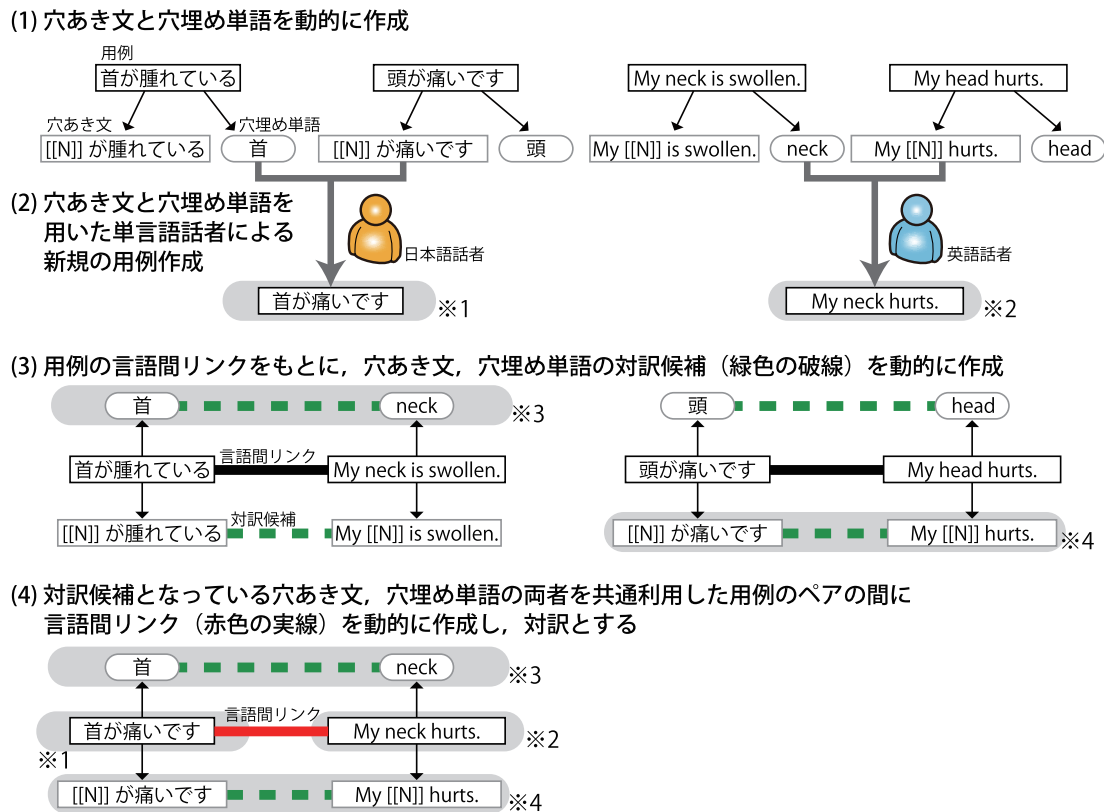 (1) 穴あき文と穴埋め単語を動的に作成
用例
首が腫れている
頭が痛いです
My neck is swollen.
My head hurts.
穴あき文
穴埋め単語
[[N]] が腫れている
首
[[N]] が痛いです
頭
My [[N]] is swollen.
neck
My [[N]] hurts.
head
(2) 穴あき文と穴埋め単語を
用いた単言語話者による
新規の用例作成
日本語話者
英語話者
首が痛いです
※1
My neck hurts.
※2
(3) 用例の言語間リンクをもとに，穴あき文，穴埋め単語の対訳候補（緑色の破線）を動的に作成
首
neck
※3
頭
head
首が腫れている
言語間リンク
My neck is swollen.
頭が痛いです
My head hurts.
[[N]] が腫れている
対訳候補
My [[N]] is swollen.
[[N]] が痛いです
My [[N]] hurts.
※4
(4) 対訳候補となっている穴あき文，穴埋め単語の両者を共通利用した用例のペアの間に
言語間リンク（赤色の実線）を動的に作成し，対訳とする
首
neck
※3
首が痛いです
言語間リンク
My neck hurts.
※2
※1
[[N]] が痛いです
My [[N]] hurts.
※4